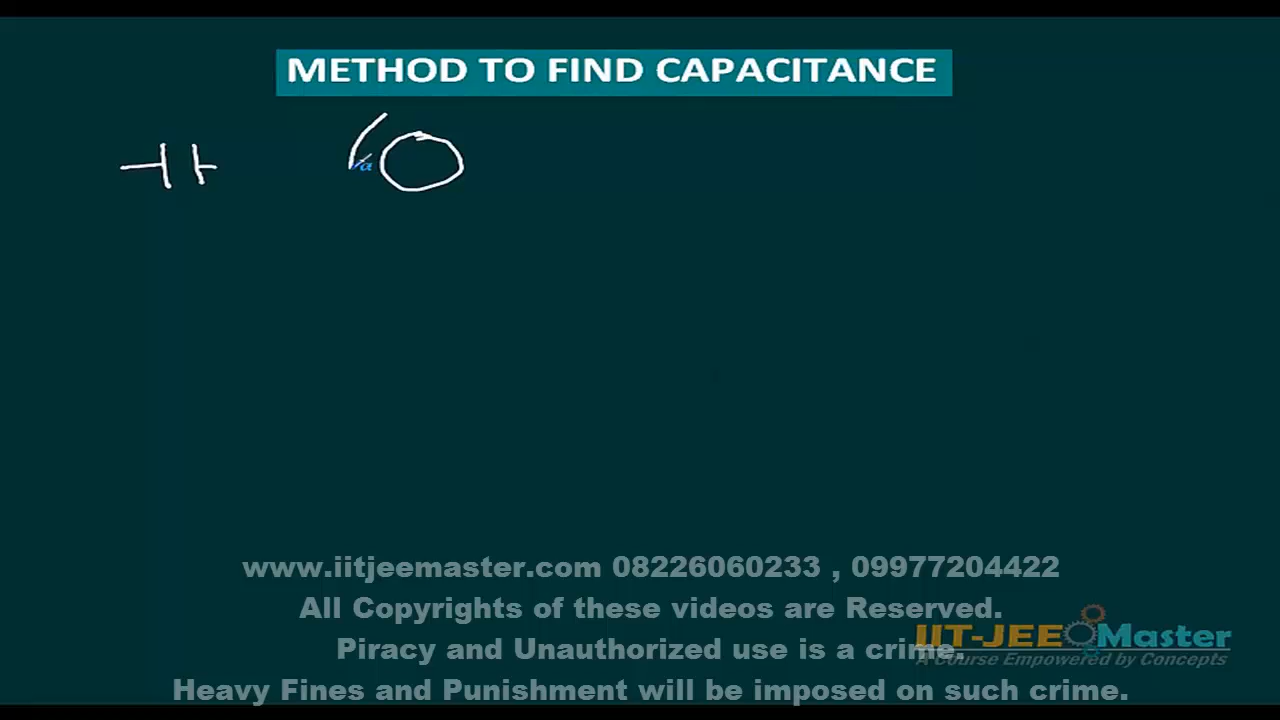 METHOD TO FIND CAPACITANCE
www.iitjeemaster.com 08226060233 , 09977204422
All Copyrights of these videos are Reserved.
IIT-JEE Master
Piracy and Unauthorized use is a crime.
A Course Empowered by Concepts
Heavy Fines and Punishment will be imposed on such crime.